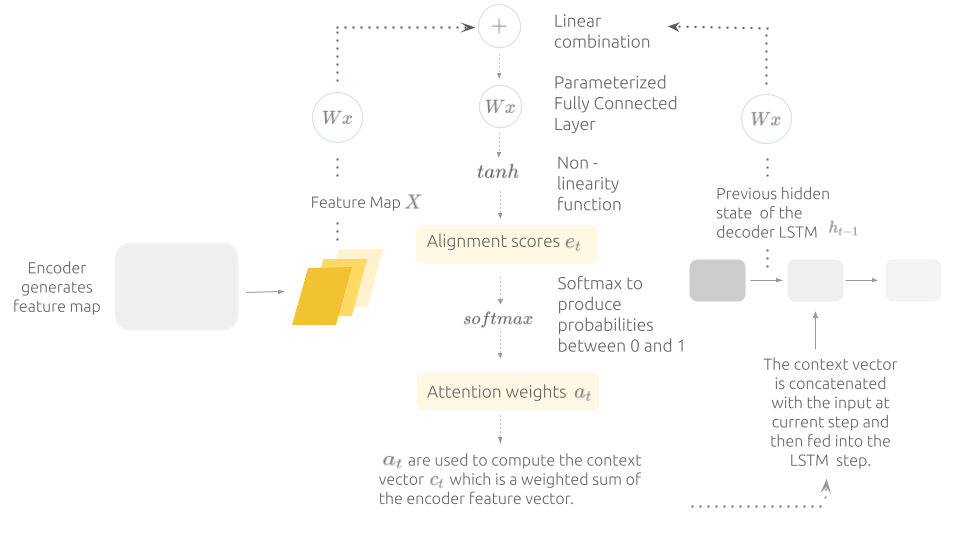 +
Linear
combination
Wx
Parameterized
Fully Connected
Layer
Wx
Wx
tanh
Non -
linearity
function
Feature Map X
Previous hidden
state of the
decoder LSTM h_{t-1}
Alignment scores e_t
Encoder
generates
feature map
softmax
Softmax to
produce
probabilities
between 0 and 1
Attention weights a_t
The context vector
is concatenated
with the input at
current step and
then fed into the
LSTM step.
a_t are used to compute the context
vector c_t which is a weighted sum of
the encoder feature vector.